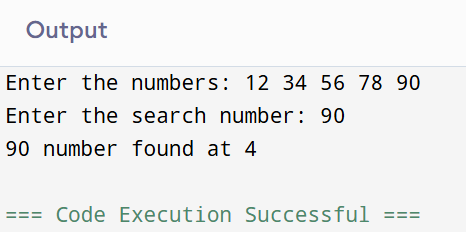 Output
Enter the numbers: 12 34 56 78 90
Enter the search number: 90
90 number found at 4
=== Code Execution Successful ===